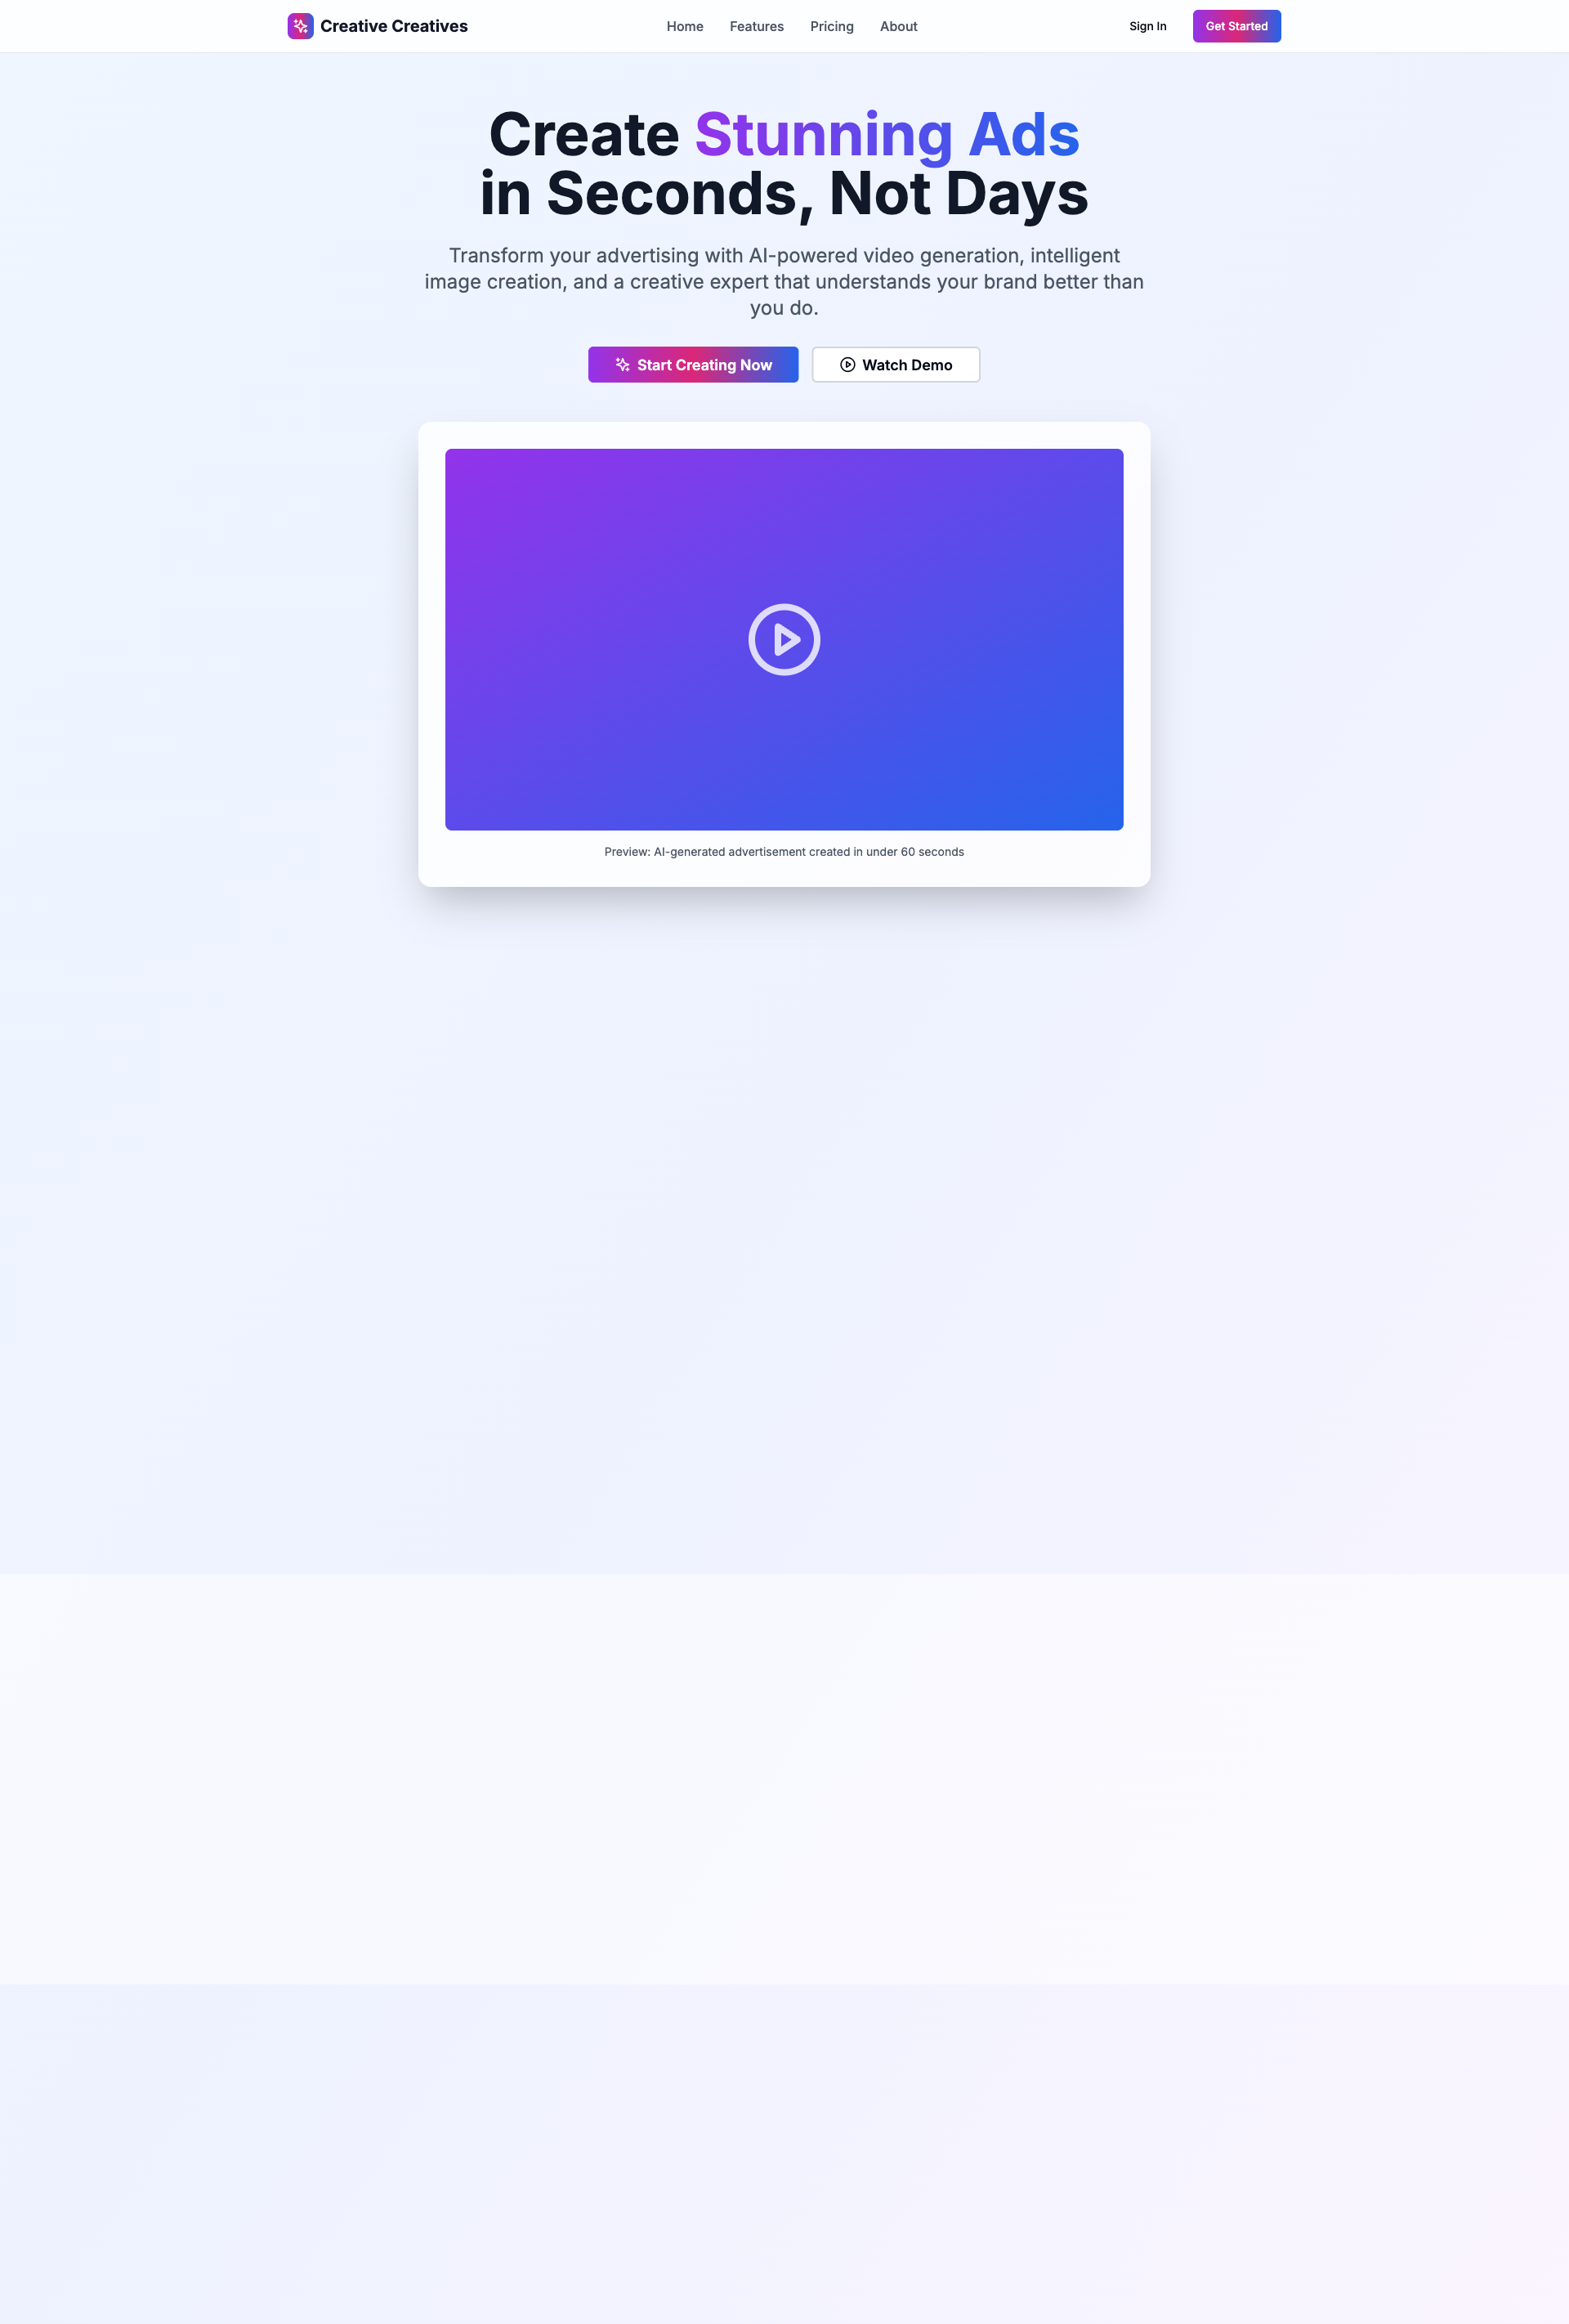 Creative Creatives
Home
Features
Pricing
About
Sign In
Get Started
Create Stunning Ads
in Seconds, Not Days
Transform your advertising with AI-powered video generation, intelligent
image creation, and a creative expert that understands your brand better than
you do.
Start Creating Now
Watch Demo
Preview: AI-generated advertisement created in under 60 seconds